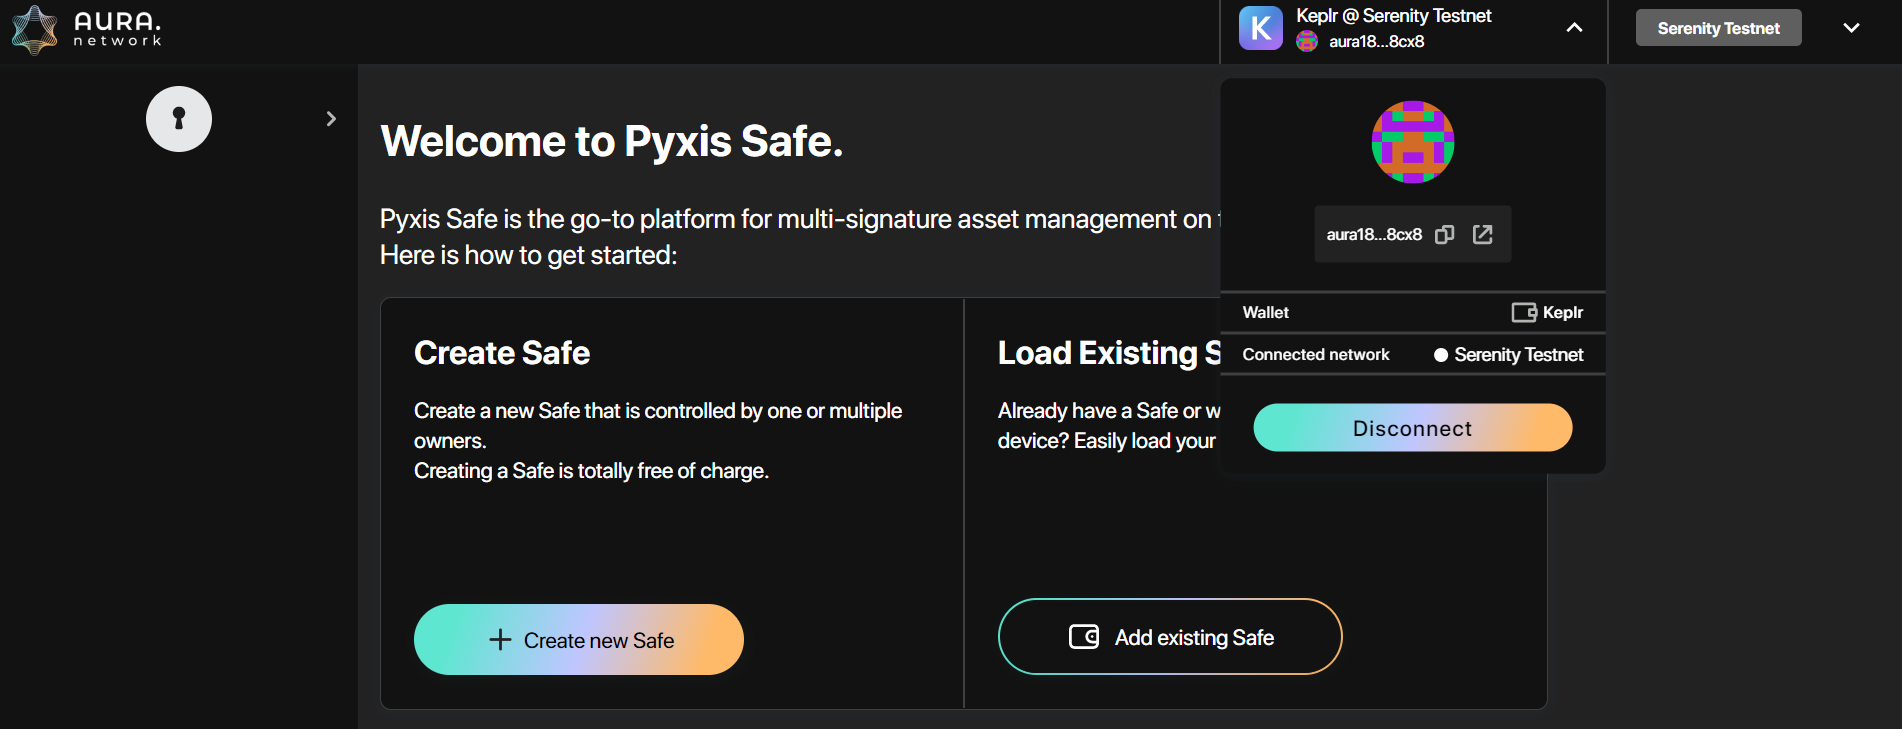 AURA.
network
K
Keplr @ Serenity Testnet
aura18...8cx8
Serenity Testnet
Welcome to Pyxis Safe.
Pyxis Safe is the go-to platform for multi-signature asset management on
Here is how to get started:
Create Safe
Create a new Safe that is controlled by one or multiple
owners.
Creating a Safe is totally free of charge.
Create new Safe
Load Existing S
Already have a Safe or w
device? Easily load your
Add existing Safe
aura18...8cx8
Wallet
Keplr
Connected network
Serenity Testnet
Disconnect